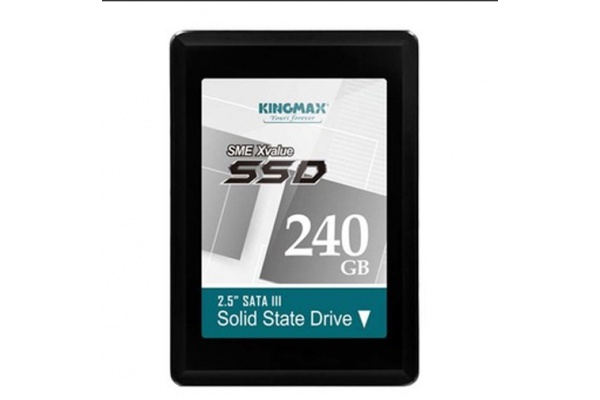 KINGMAX
Yours forever
SME Xvalue
SSD
240
GB
2.5" SATA III
Solid State Drive